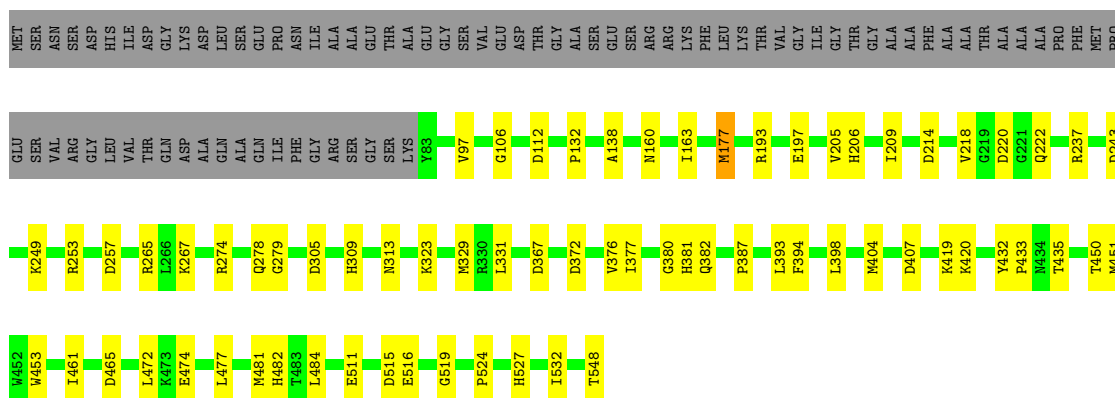 MET SER ASN SER ASP HIS ILE ASP GLY LYS ASP LEU SER GLU PRO ASN ILE ALA ALA GLU THR ALA GLU GLY SER VAL GLU ASP THR GLY ALA SER GLU SER ARG ARG LYS PHE LEU LYS THR VAL GLY ILE GLY THR GLY ALA ALA PHE ALA ALA THR ALA ALA ALA PRO PHE MET PRO
GLU SER VAL ARG GLY LEU VAL THR GLN ASP ALA GLN ALA GLN ILE PHE GLY ARG SER GLY SER LYS Y83 V97 G106 D112 P132 A138 N160 I163 M177 R193 E197 V205 H206 I209 D214 V218 G219 D220 G221 Q222 R237
K249 R253 D257 R265 L266 K267 R274 Q278 G279 D305 H309 N313 K323 M329 R330 L331 D367 D372 V376 I377 G380 H381 Q382 P387 L393 F394 L398 M404 D407 K419 K420 Y432 P433 N434 T435 T450 M451
W452 W453 I461 D465 L472 K473 E474 L477 M481 H482 T483 L484 E511 D515 E516 G519 P524 H527 I532 T548